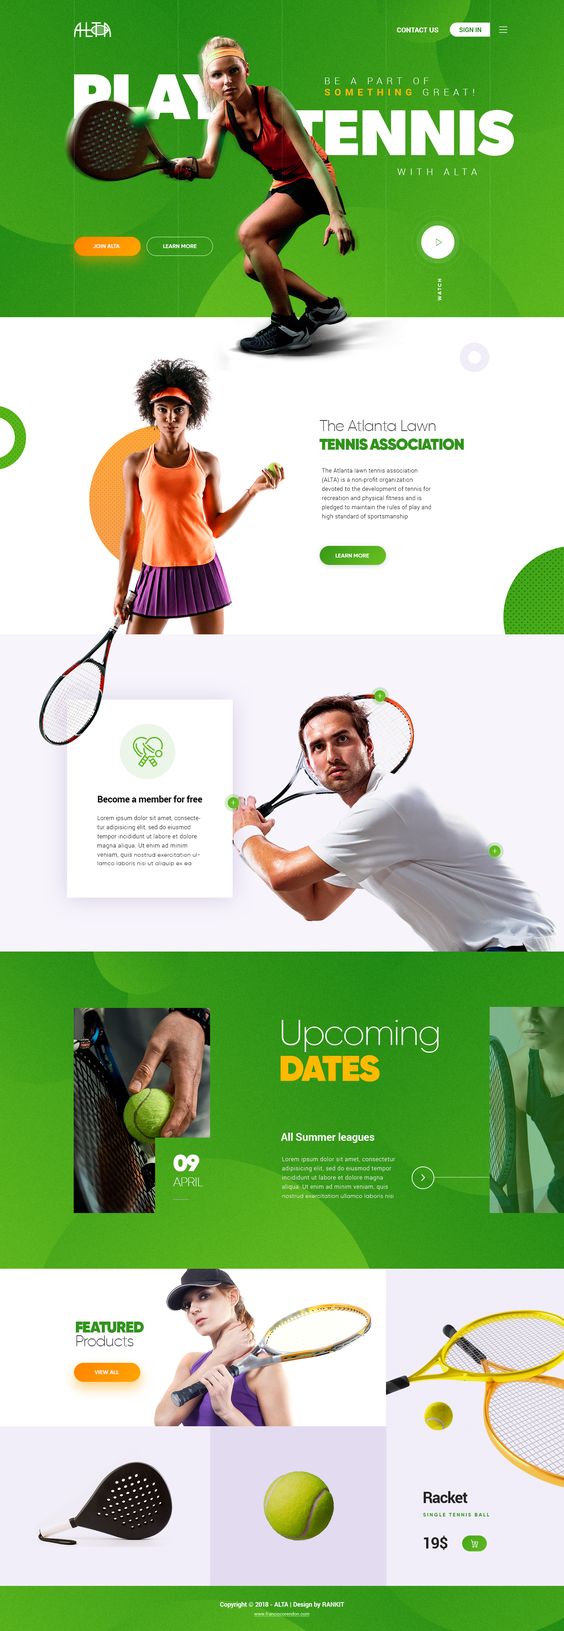 ALTA
CONTACT US
SIGN IN
PLAY
BE A PART OF
SOMETHING GREAT!
TENNIS
WITH ALTA
JOIN ALTA
LEARN MORE
WATCH
The Atlanta Lawn
TENNIS ASSOCIATION
The Atlanta lawn tennis association
(ALTA) is a non-profit organization
devoted to the development of tennis for
recreation and physical fitness and is
pledged to maintain the rules of play and
high standard of sportsmanship
LEARN MORE
Become a member for free
Lorem ipsum dolor sit amet, consecte-
tur adipisicing elit, sed do eiusmod
tempor incididunt ut labore et dolore
magna aliqua. Ut enim ad minim
veniam, quis nostrud exercitation ul-
lamco laboris nisi ut aliquip ex ea
Upcoming
DATES
09
APRIL
All Summer leagues
Lorem ipsum dolor sit amet, consectetur
adipisicing elit, sed do eiusmod tempor
incididunt ut labore et dolore magna
aliqua. Ut enim ad minim veniam, quis
nostrud exercitation ullamco laboris nisi
FEATURED
Products
VIEW ALL
Racket
SINGLE TENNIS BALL
19$
Copyright © 2018 - ALTA | Design by RANKIT